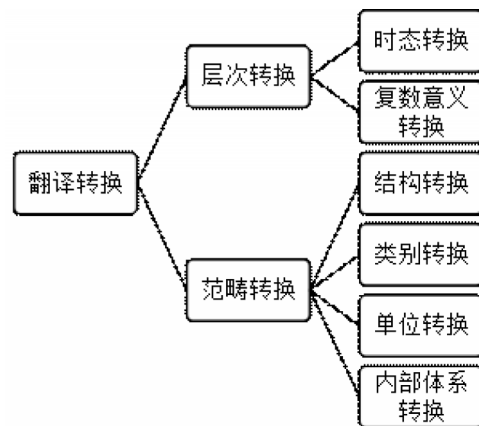 时态转换
层次转换
复数意义
转换
翻译转换
结构转换
类别转换
范畴转换
单位转换
内部体系
转换